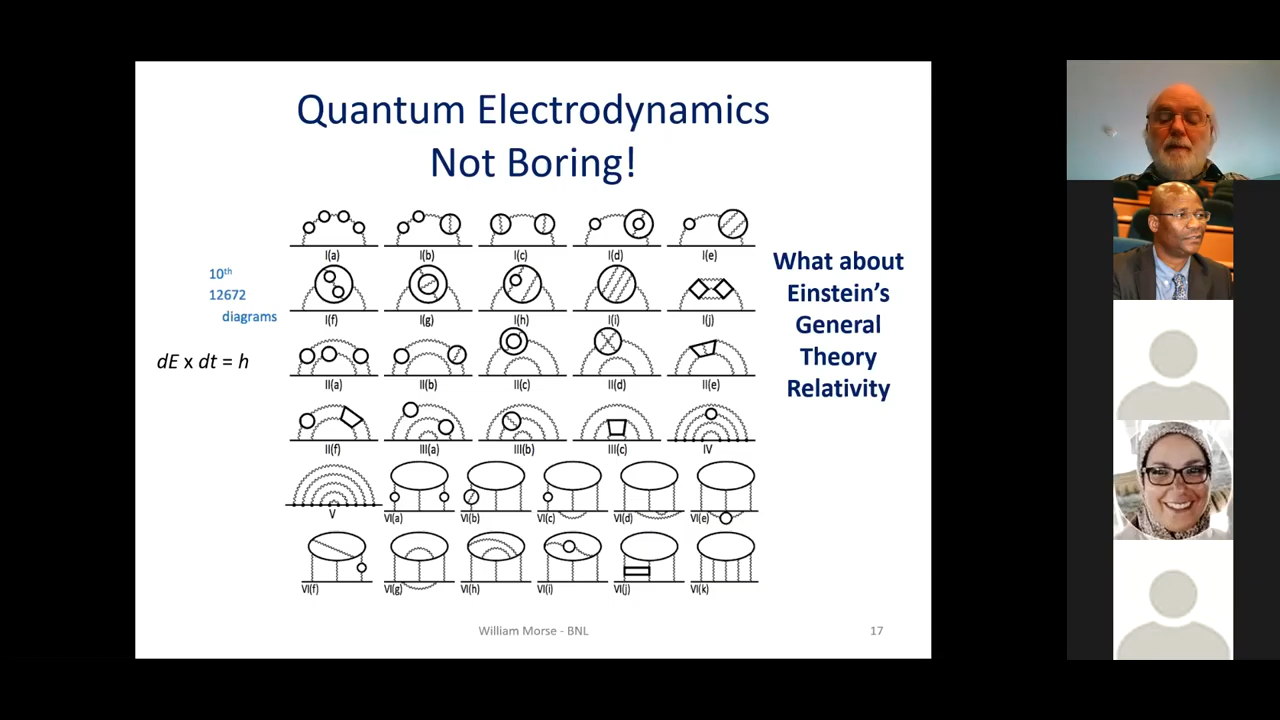 Quantum Electrodynamics
Not Boring!
I(a) I(b) I(c) I(d) I(e)
10th
12672
diagrams
What about
Einstein's
General
Theory
Relativity
I(f) I(g) I(h) I(i) I(j)
dE x dt = h
II(a) II(b) II(c) II(d) II(e)
II(f) III(a) III(b) III(c) IV
V VI(a) VI(b) VI(c) VI(d) VI(e)
VI(f) VI(g) VI(h) VI(i) VI(j) VI(k)
William Morse - BNL 17